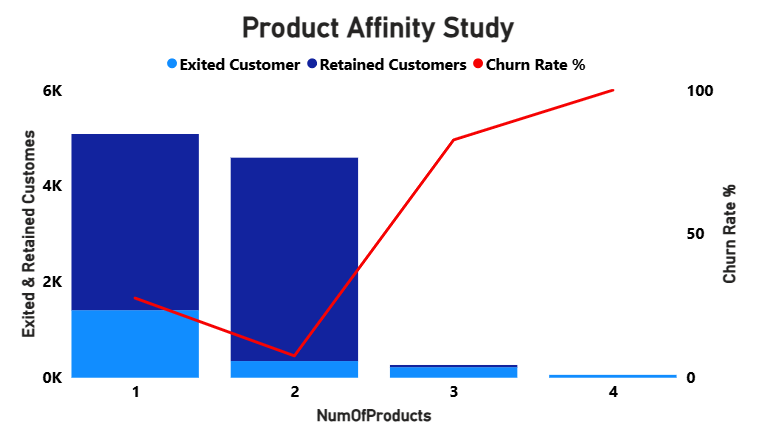 Product Affinity Study
Exited Customer Retained Customers Churn Rate %
6K
4K
2K
0K
Exited & Retained Customes
100
50
0
Churn Rate %
1 2 3 4
NumOfProducts